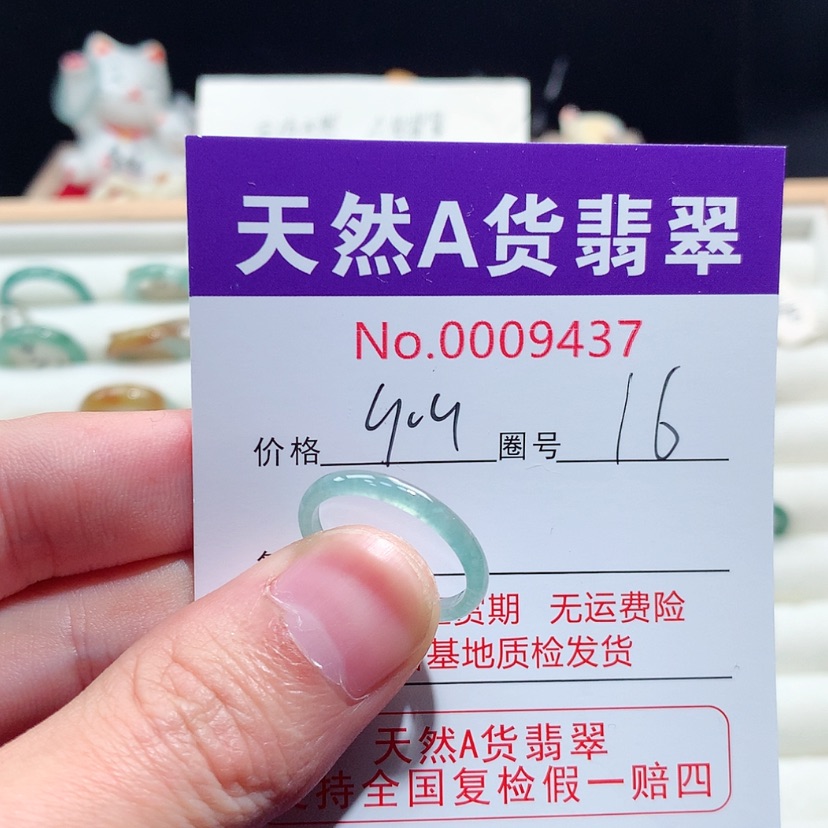 天然A货翡翠
No.0009437
价格 404 圈号 16
货期 无运费险
基地质检发货
天然A货翡翠
持全国复检假一赔四